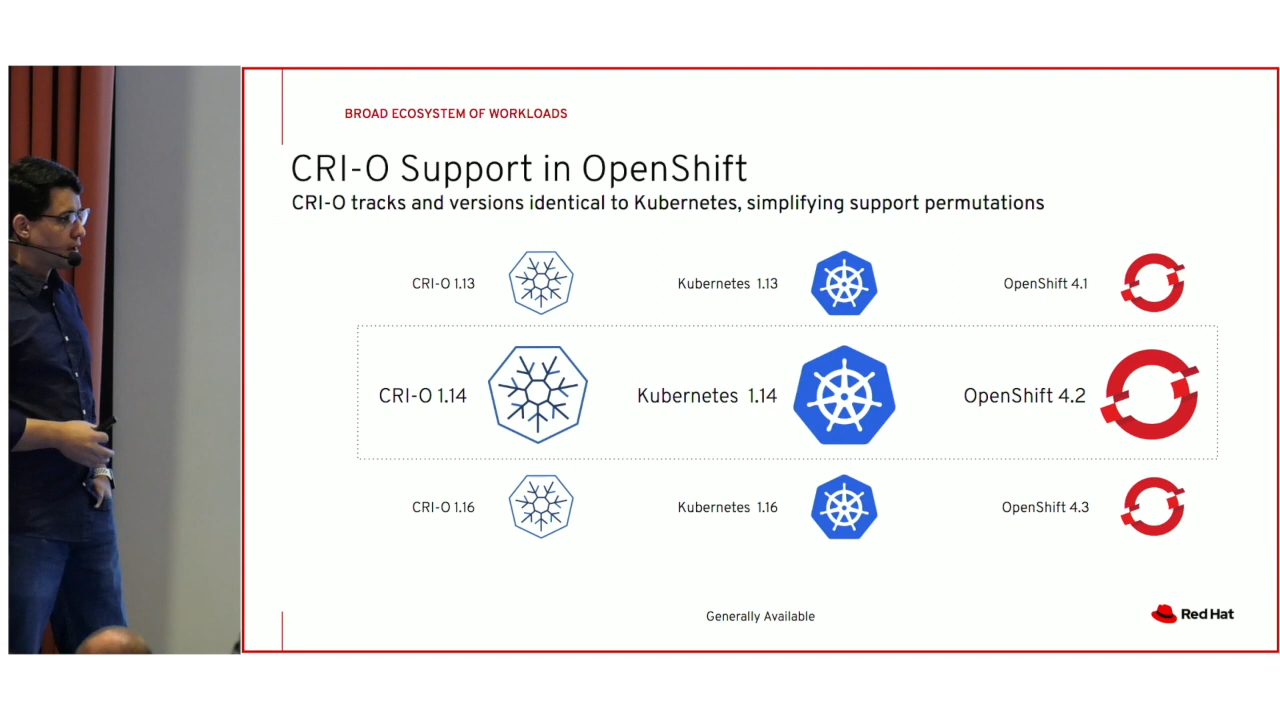 BROAD ECOSYSTEM OF WORKLOADS
CRI-O Support in OpenShift
CRI-O tracks and versions identical to Kubernetes, simplifying support permutations
CRI-O 1.13 Kubernetes 1.13 OpenShift 4.1
CRI-O 1.14 Kubernetes 1.14 OpenShift 4.2
CRI-O 1.16 Kubernetes 1.16 OpenShift 4.3
Generally Available
Red Hat